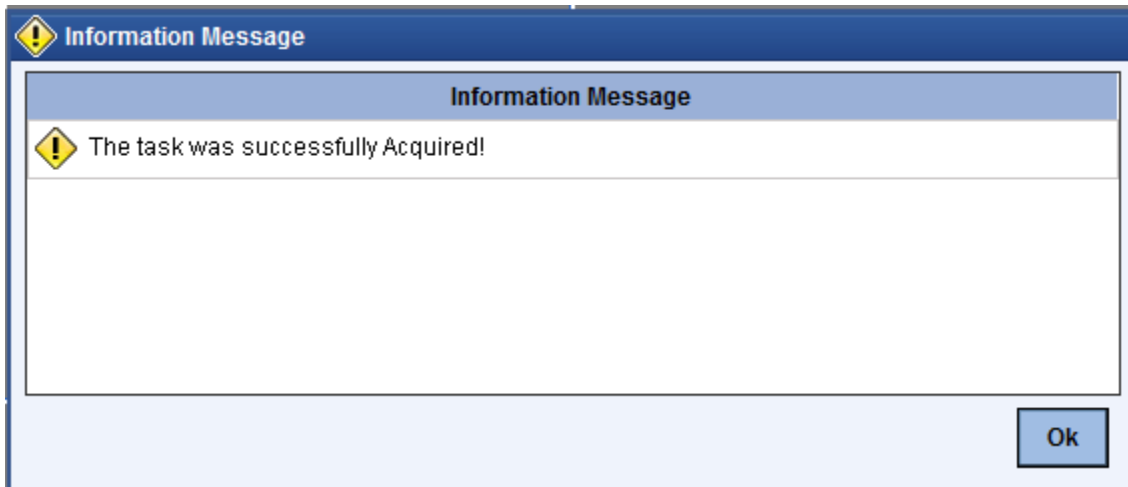 Information Message
Information Message
The task was successfully Acquired!
Ok